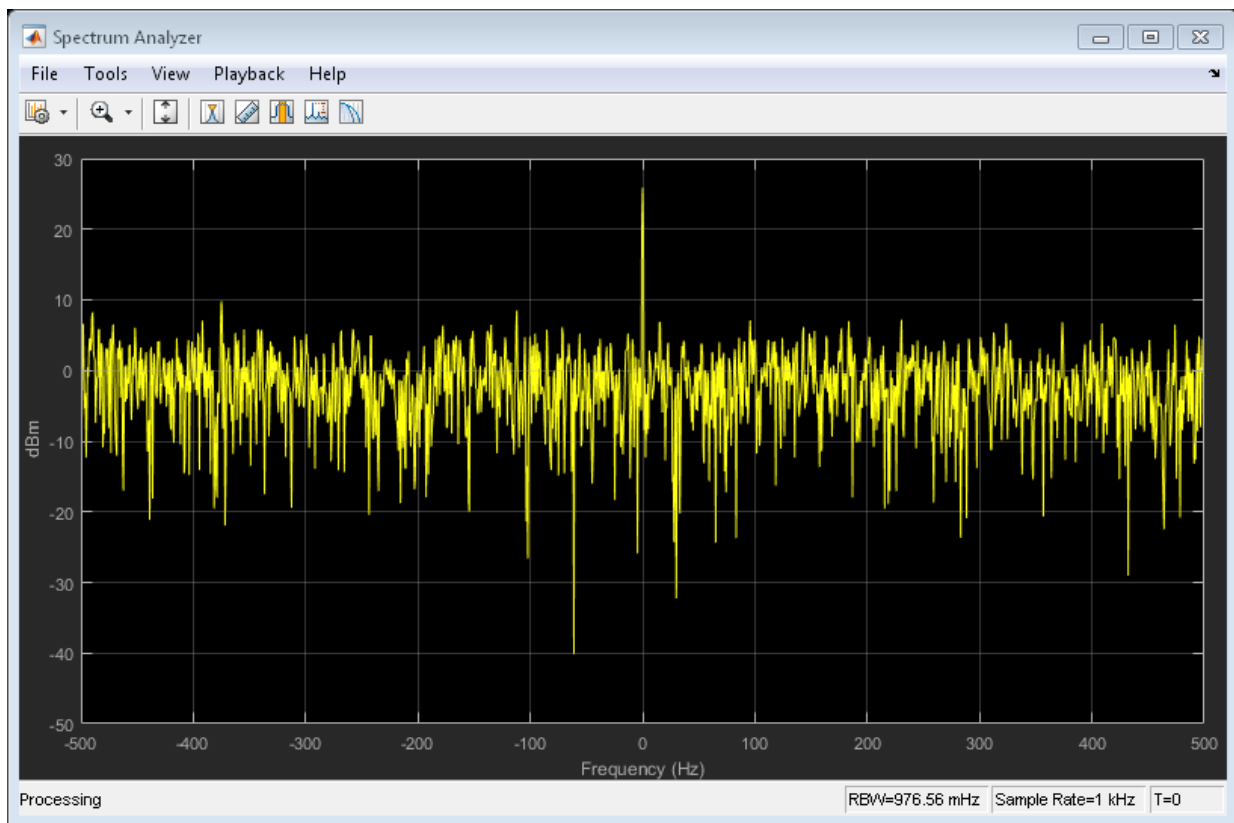 Spectrum Analyzer
File Tools View Playback Help
30
20
10
0
-10
-20
-30
-40
-50
dBm
-500 -400 -300 -200 -100 0 100 200 300 400 500
Frequency (Hz)
Processing RBW=976.56 mHz Sample Rate=1 kHz T=0